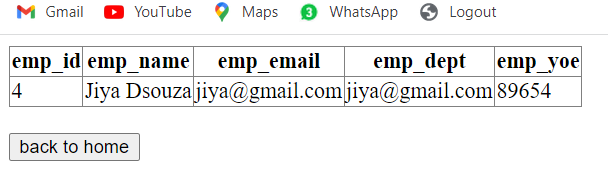 Gmail YouTube Maps WhatsApp Logout
emp_id emp_name emp_email emp_dept emp_yoe
4 Jiya Dsouza jiya@gmail.com jiya@gmail.com 89654
back to home